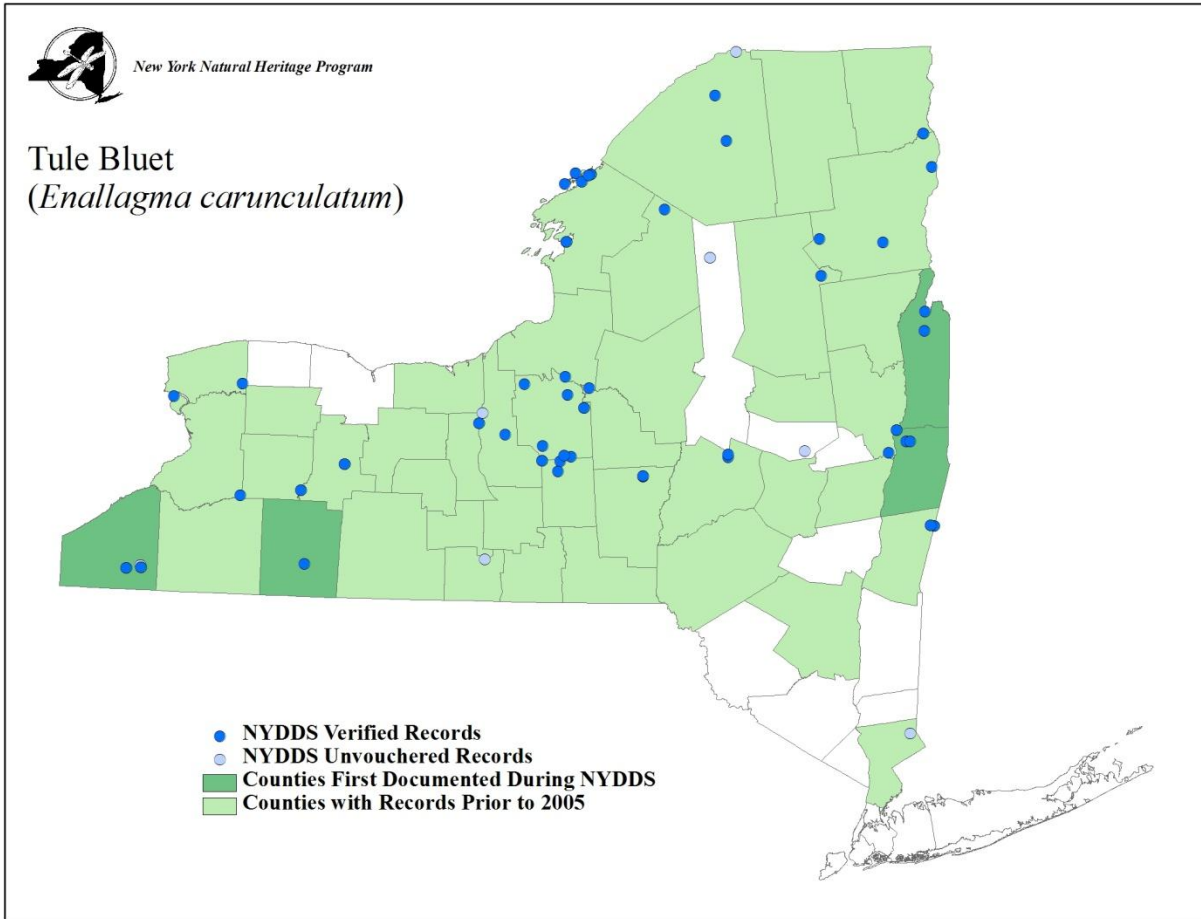 New York Natural Heritage Program
Tule Bluet
(Enallagma carunculatum)
NYDDS Verified Records
NYDDS Unvouchered Records
Counties First Documented During NYDDS
Counties with Records Prior to 2005